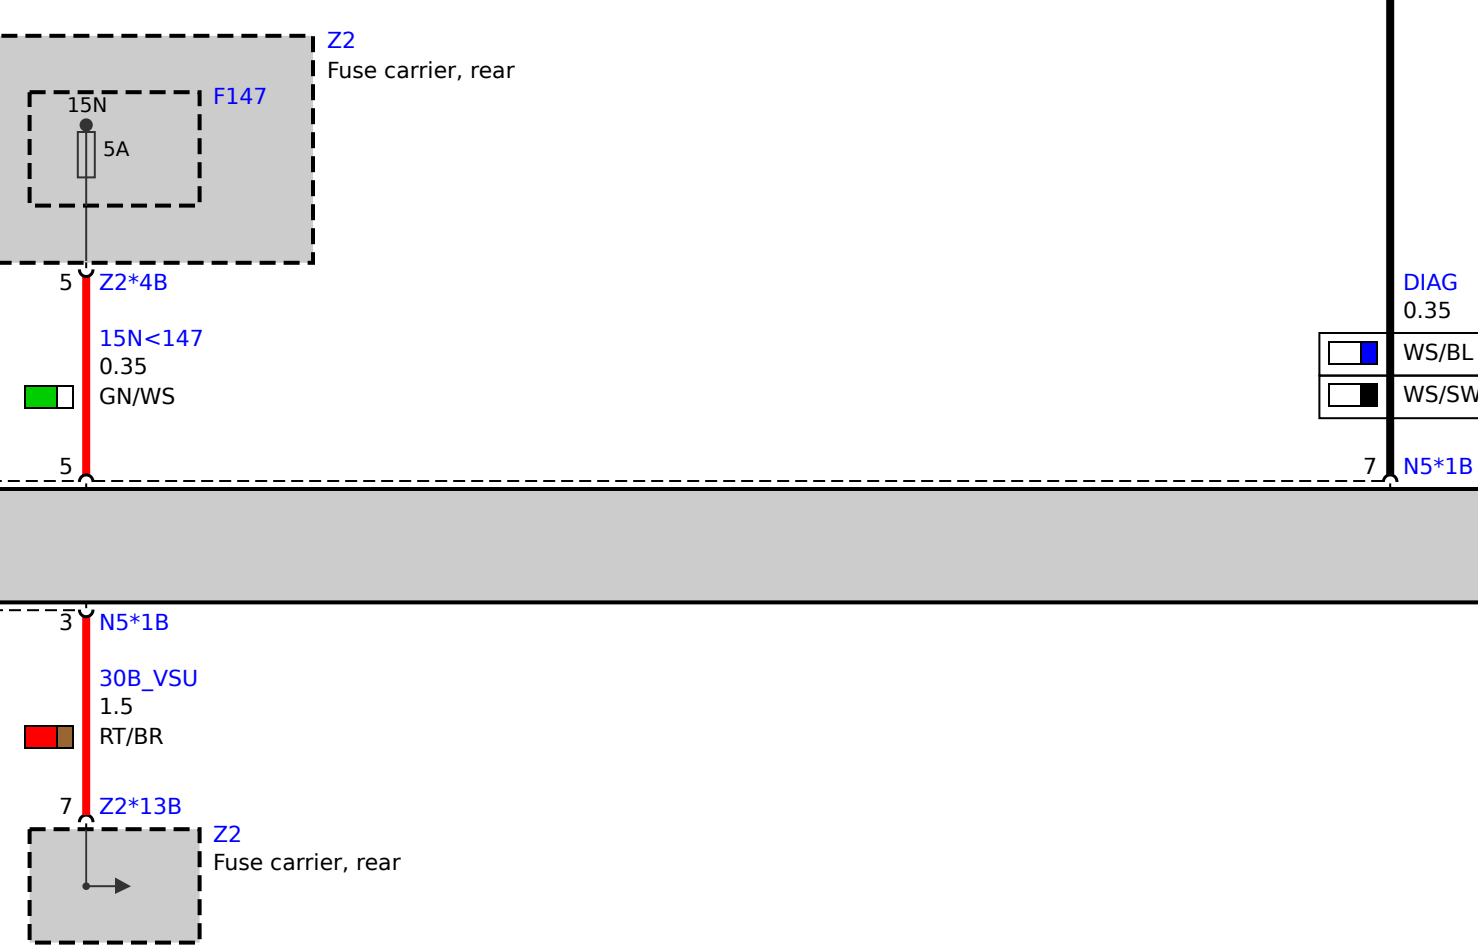 Z2
Fuse carrier, rear
F147
15N
5A
5 Z2*4B
15N<147
0.35
GN/WS
5
DIAG
0.35
WS/BL
WS/SW
7 N5*1B
3 N5*1B
30B_VSU
1.5
RT/BR
7 Z2*13B
Z2
Fuse carrier, rear